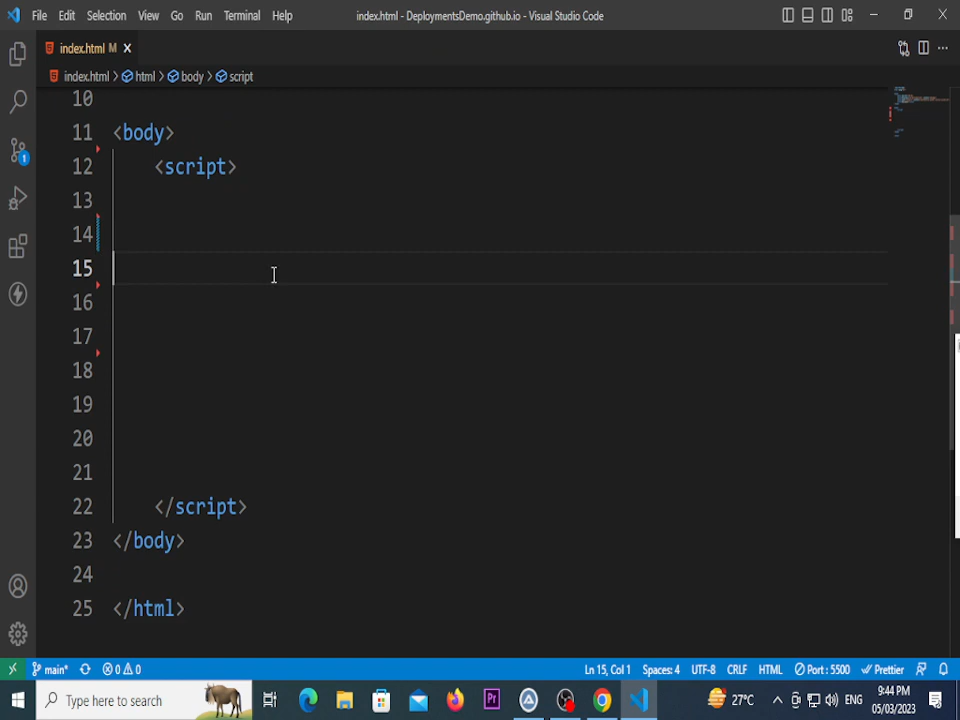 File Edit Selection View Go Run Terminal Help index.html - DeploymentsDemo.github.io - Visual Studio Code
index.html M
index.html > html > body > script
10
11 <body>
12 <script>
13
14
15
16
17
18
19
20
21
22 </script>
23 </body>
24
25 </html>
1
main* 0 0 Ln 15, Col 1 Spaces: 4 UTF-8 CRLF HTML Port : 5500 Prettier
Type here to search Pr 27°C ENG 9:44 PM
05/03/2023